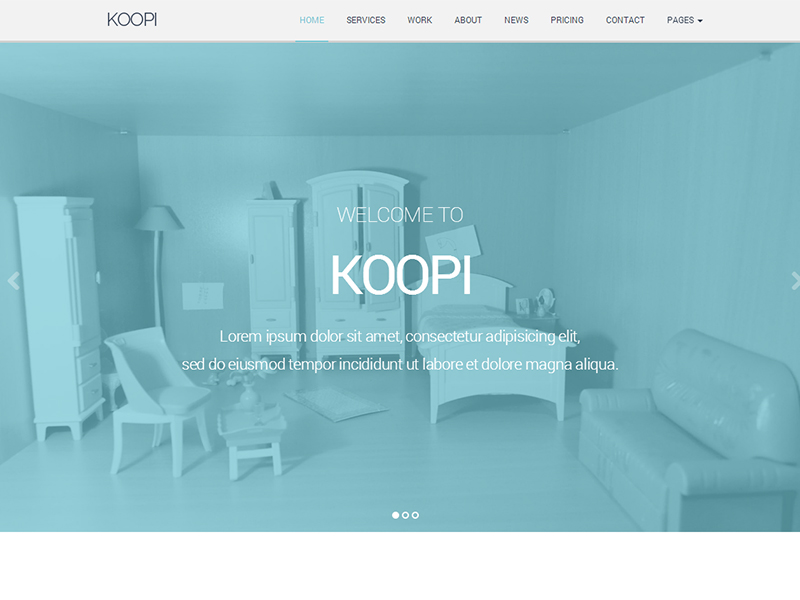 KOOPI
HOME SERVICES WORK ABOUT NEWS PRICING CONTACT PAGES
WELCOME TO
KOOPI
Lorem ipsum dolor sit amet, consectetur adipisicing elit,
sed do eiusmod tempor incididunt ut labore et dolore magna aliqua.